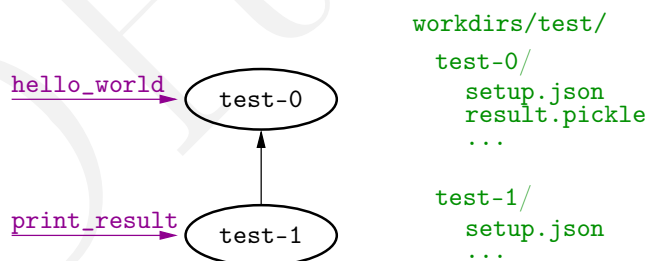 workdirs/test/
test-0/
hello_world
test-0
setup.json
result.pickle
...
test-1/
print_result
test-1
setup.json
...